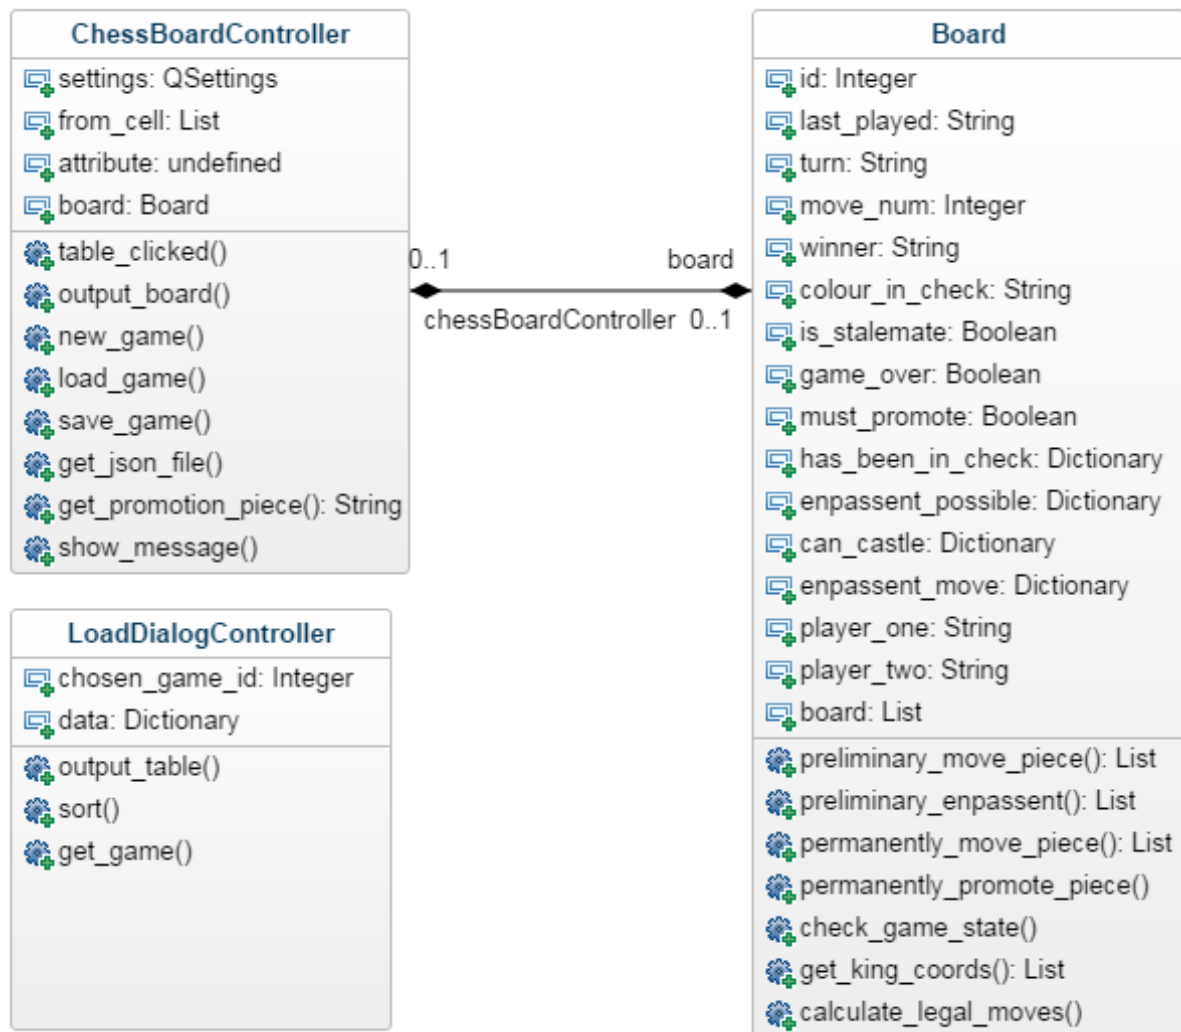 ChessBoardController
settings: QSettings
from_cell: List
attribute: undefined
board: Board
table_clicked()
output_board()
new_game()
load_game()
save_game()
get_json_file()
get_promotion_piece(): String
show_message()
0..1
board
chessBoardController
0..1
Board
id: Integer
last_played: String
turn: String
move_num: Integer
winner: String
colour_in_check: String
is_stalemate: Boolean
game_over: Boolean
must_promote: Boolean
has_been_in_check: Dictionary
enpassent_possible: Dictionary
can_castle: Dictionary
enpassent_move: Dictionary
player_one: String
player_two: String
board: List
preliminary_move_piece(): List
preliminary_enpassent(): List
permanently_move_piece(): List
permanently_promote_piece()
check_game_state()
get_king_coords(): List
calculate_legal_moves()
LoadDialogController
chosen_game_id: Integer
data: Dictionary
output_table()
sort()
get_game()